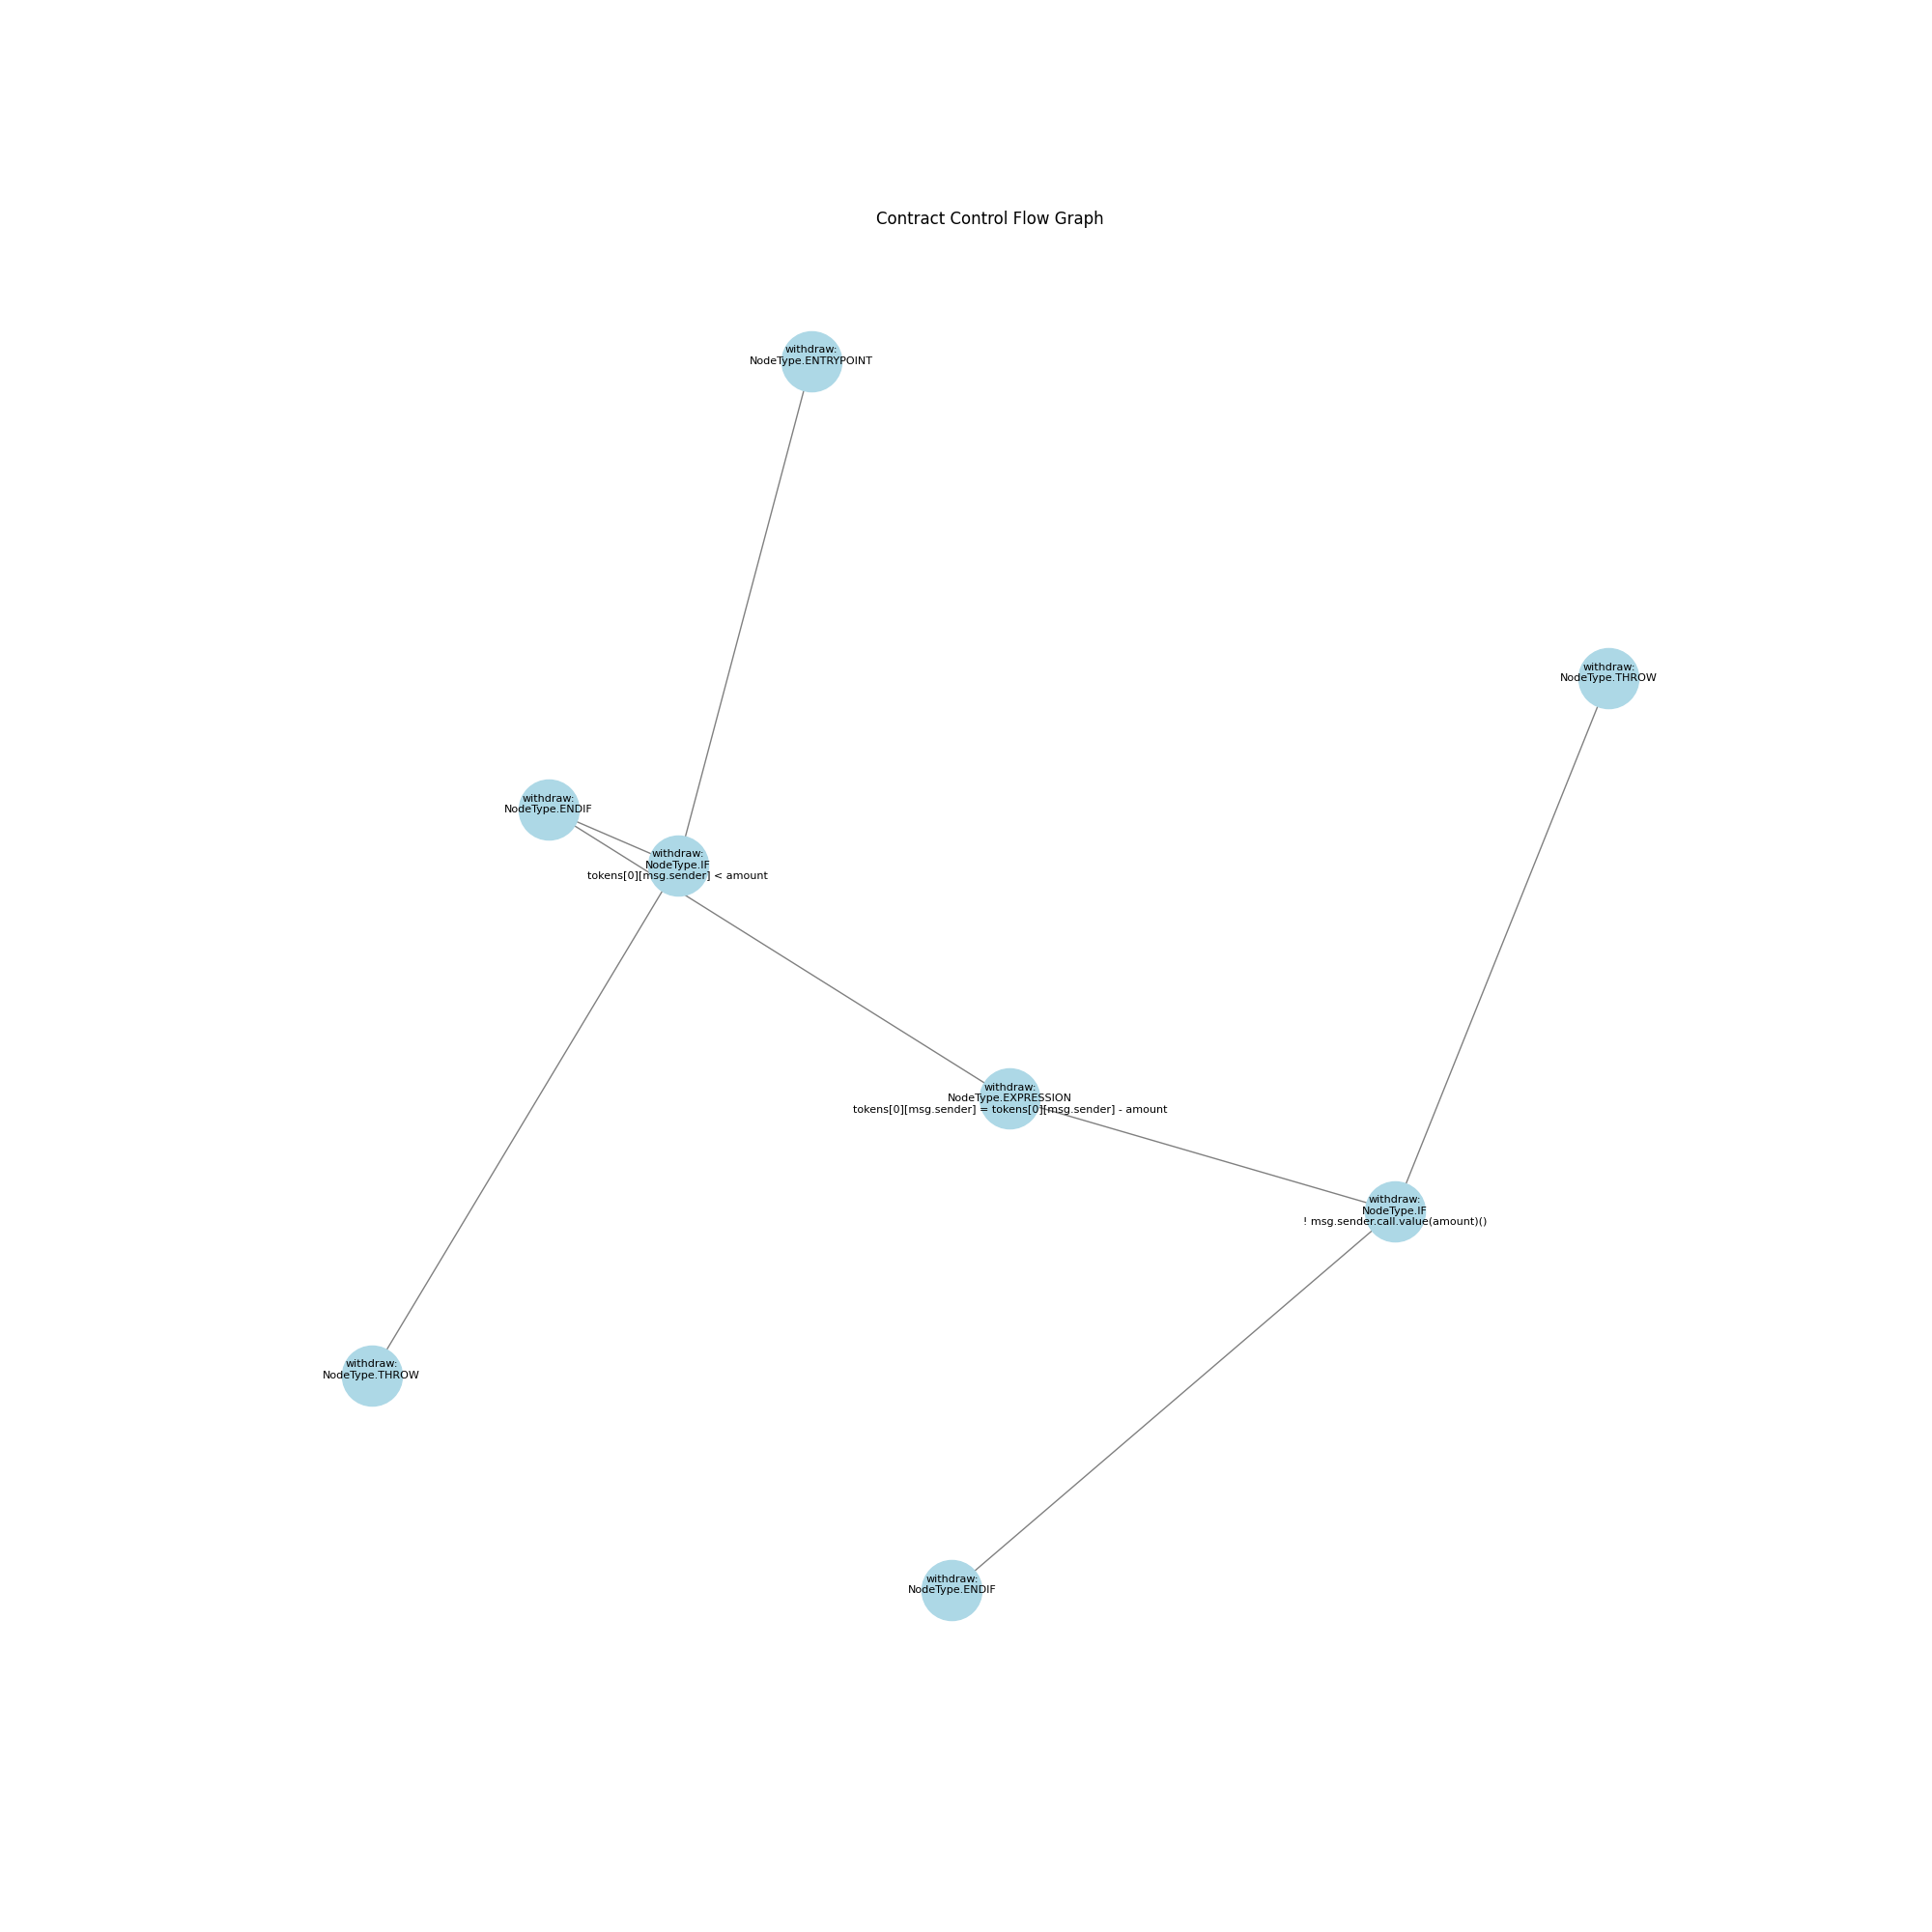 Contract Control Flow Graph
withdraw:
NodeType.ENTRYPOINT
withdraw:
NodeType.THROW
withdraw:
NodeType.ENDIF
withdraw:
NodeType.IF
tokens[0][msg.sender] < amount
withdraw:
NodeType.EXPRESSION
tokens[0][msg.sender] = tokens[0][msg.sender] - amount
withdraw:
NodeType.IF
! msg.sender.call.value(amount)()
withdraw:
NodeType.THROW
withdraw:
NodeType.ENDIF